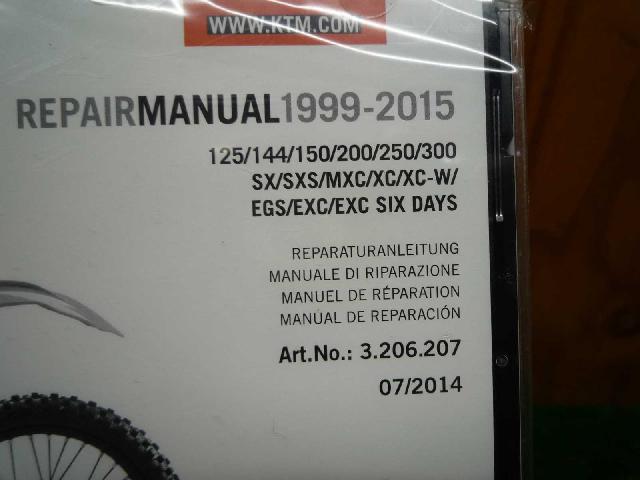 WWW.KTM.COM
REPAIRMANUAL1999-2015
125/144/150/200/250/300
SX/SXS/MXC/XC/XC-W/
EGS/EXC/EXC SIX DAYS
REPARATURANLEITUNG
MANUALE DI RIPARAZIONE
MANUEL DE RÉPARATION
MANUAL DE REPARACIÓN
Art.No.: 3.206.207
07/2014